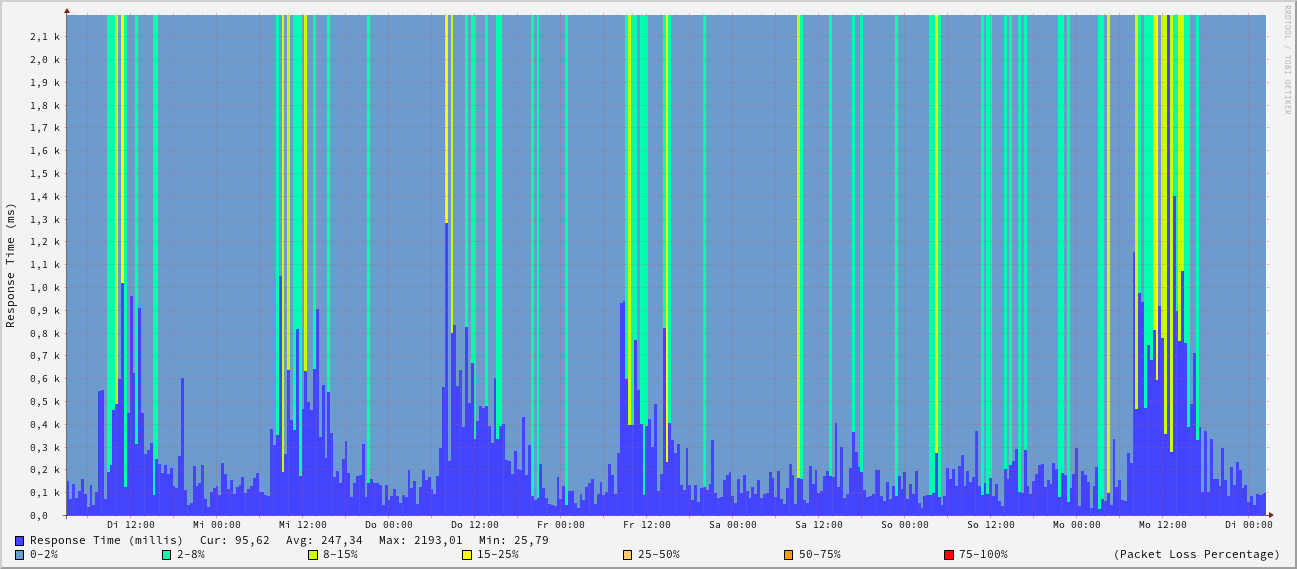 RRDTOOL / TOBI OETIKER
Response Time (ms)
2,1 k
2,0 k
1,9 k
1,8 k
1,7 k
1,6 k
1,5 k
1,4 k
1,3 k
1,2 k
1,1 k
1,0 k
0,9 k
0,8 k
0,7 k
0,6 k
0,5 k
0,4 k
0,3 k
0,2 k
0,1 k
0,0
Di 12:00 Mi 00:00 Mi 12:00 Do 00:00 Do 12:00 Fr 00:00 Fr 12:00 Sa 00:00 Sa 12:00 So 00:00 So 12:00 Mo 00:00 Mo 12:00 Di 00:00
Response Time (millis) Cur: 95,62 Avg: 247,34 Max: 2193,01 Min: 25,79
0-2% 2-8% 8-15% 15-25% 25-50% 50-75% 75-100% (Packet Loss Percentage)